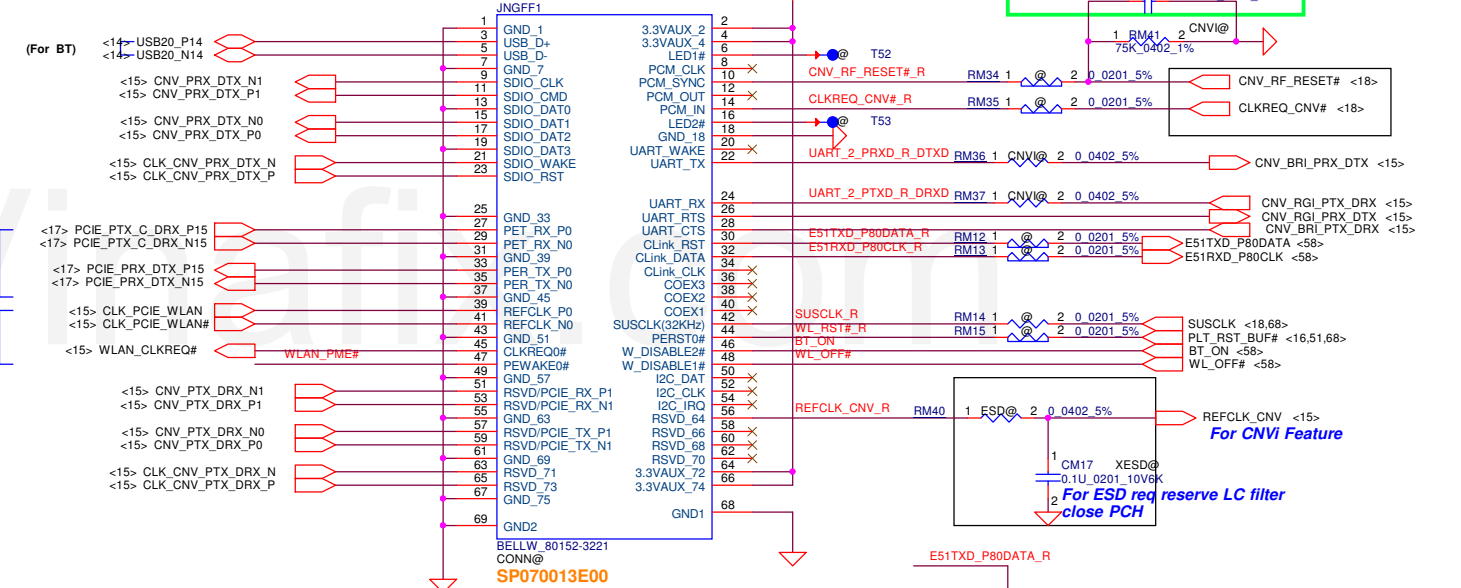 JNGFF1
(For BT)
<14> USB20_P14
<14> USB20_N14
<15> CNV_PRX_DTX_N1
<15> CNV_PRX_DTX_P1
<15> CNV_PRX_DTX_N0
<15> CNV_PRX_DTX_P0
<15> CLK_CNV_PRX_DTX_N
<15> CLK_CNV_PRX_DTX_P
<17> PCIE_PTX_C_DRX_P15
<17> PCIE_PTX_C_DRX_N15
<17> PCIE_PRX_DTX_P15
<17> PCIE_PRX_DTX_N15
<15> CLK_PCIE_WLAN
<15> CLK_PCIE_WLAN#
<15> WLAN_CLKREQ#
WLAN_PME#
<15> CNV_PTX_DRX_N1
<15> CNV_PTX_DRX_P1
<15> CNV_PTX_DRX_N0
<15> CNV_PTX_DRX_P0
<15> CLK_CNV_PTX_DRX_N
<15> CLK_CNV_PTX_DRX_P
1 GND_1
3 USB_D+
5 USB_D-
7 GND_7
9 SDIO_CLK
11 SDIO_CMD
13 SDIO_DAT0
15 SDIO_DAT1
17 SDIO_DAT2
19 SDIO_DAT3
21 SDIO_WAKE
23 SDIO_RST
25 GND_33
27 PET_RX_P0
29 PET_RX_N0
31 GND_39
33 PER_TX_P0
35 PER_TX_N0
37 GND_45
39 REFCLK_P0
41 REFCLK_N0
43 GND_51
45 CLKREQ0#
47 PEWAKE0#
49 GND_57
51 RSVD/PCIE_RX_P1
53 RSVD/PCIE_RX_N1
55 GND_63
57 RSVD/PCIE_TX_P1
59 RSVD/PCIE_TX_N1
61 GND_69
63 RSVD_71
65 RSVD_73
67 GND_75
69 GND2
3.3VAUX_2 2
3.3VAUX_4 4
LED1# 6
PCM_CLK 8
PCM_SYNC 10
PCM_OUT 12
PCM_IN 14
LED2# 16
GND_18 18
UART_WAKE 20
UART_TX 22
UART_RX 24
UART_RTS 26
UART_CTS 28
CLink_RST 30
CLink_DATA 32
CLink_CLK 34
COEX3 36
COEX2 38
COEX1 40
SUSCLK(32KHz) 42
PERST0# 44
W_DISABLE2# 46
W_DISABLE1# 48
I2C_DAT 50
I2C_CLK 52
I2C_IRQ 54
RSVD_64 56
RSVD_66 58
RSVD_68 60
RSVD_70 62
3.3VAUX_72 64
3.3VAUX_74 66
GND1 68
BELLW_80152-3221
CONN@
SP070013E00
1 RM41 2 CNVI@
75K_0402_1%
@ T52
CNV_RF_RESET#_R RM34 1 @ 2 0_0201_5% CNV_RF_RESET# <18>
CLKREQ_CNV#_R RM35 1 @ 2 0_0201_5% CLKREQ_CNV# <18>
@ T53
UART_2_PRXD_R_DTXD RM36 1 CNVI@ 2 0_0402_5% CNV_BRI_PRX_DTX <15>
UART_2_PTXD_R_DRXD RM37 1 CNVI@ 2 0_0402_5% CNV_RGI_PTX_DRX <15>
CNV_RGI_PRX_DTX <15>
CNV_BRI_PTX_DRX <15>
E51TXD_P80DATA_R RM12 1 @ 2 0_0201_5% E51TXD_P80DATA <58>
E51RXD_P80CLK_R RM13 1 @ 2 0_0201_5% E51RXD_P80CLK <58>
SUSCLK_R RM14 1 @ 2 0_0201_5% SUSCLK <18,68>
WL_RST#_R RM15 1 @ 2 0_0201_5% PLT_RST_BUF# <16,51,68>
BT_ON BT_ON <58>
WL_OFF# WL_OFF# <58>
REFCLK_CNV_R RM40 1 ESD@ 2 0_0402_5% REFCLK_CNV <15>
For CNVi Feature
1
CM17 XESD@
0.1U_0201_10V6K
2
For ESD req reserve LC filter
close PCH
E51TXD_P80DATA_R
Vinafix.com